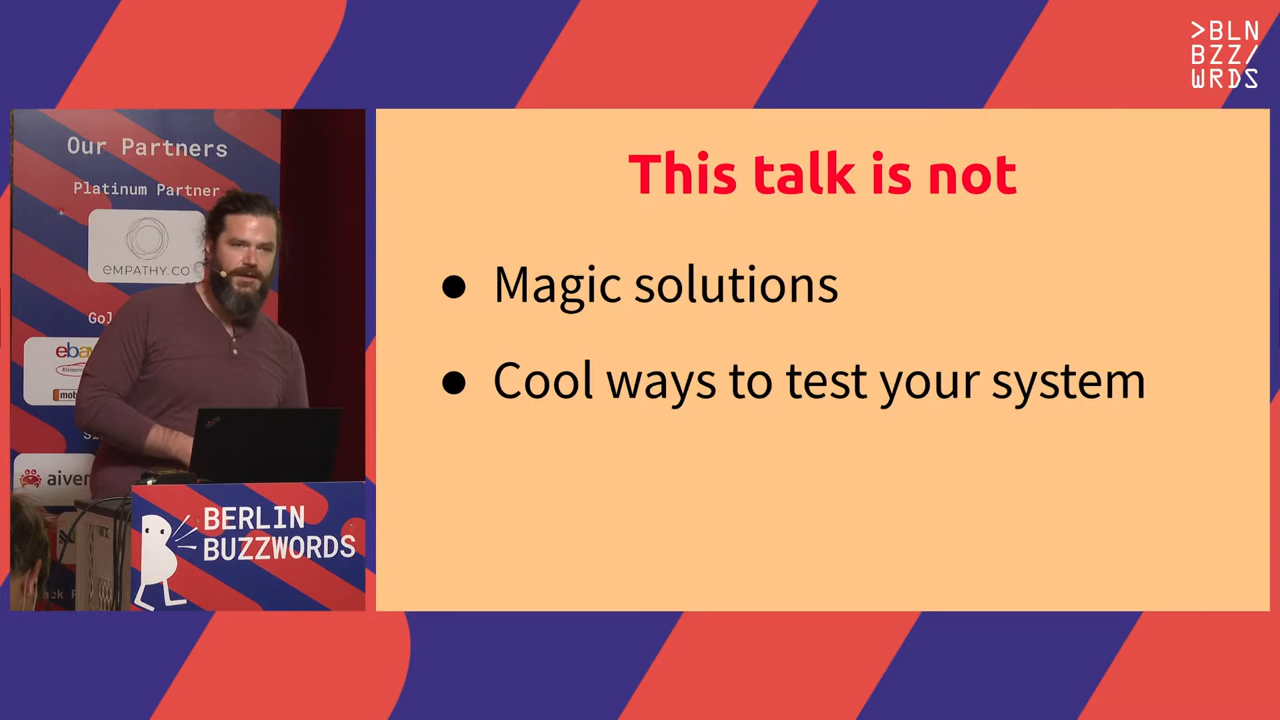 >BLN
BZZ/
WRDS
Our Partners
Platinum Partner
EMPATHY.CO
ebay
aiven
BERLIN
BUZZWORDS
This talk is not
● Magic solutions
● Cool ways to test your system